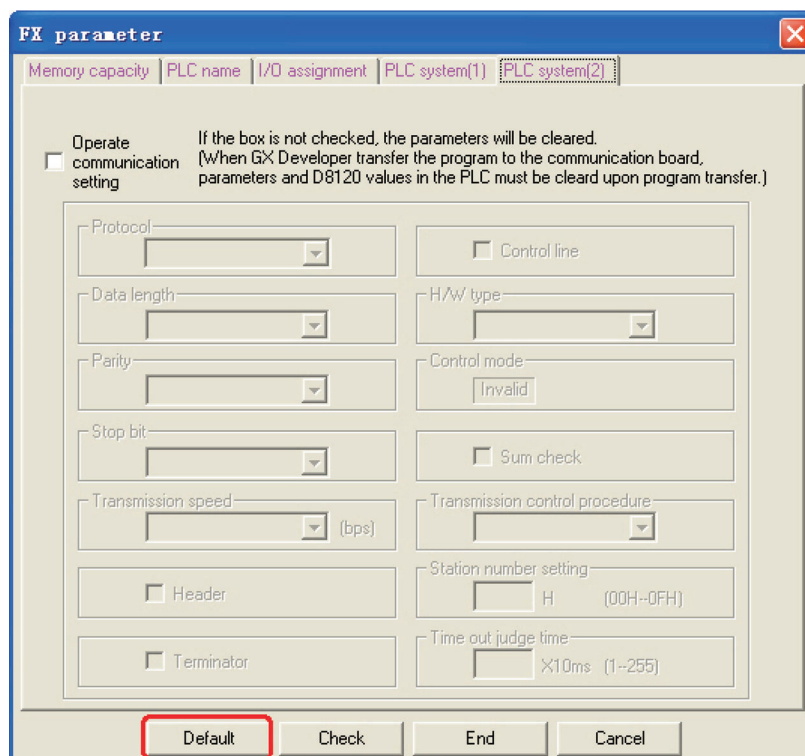 FX parameter
Memory capacity PLC name I/O assignment PLC system(1) PLC system(2)
Operate communication setting
If the box is not checked, the parameters will be cleared.
(When GX Developer transfer the program to the communication board,
parameters and D8120 values in the PLC must be cleard upon program transfer.)
Protocol
Control line
Data length
H/W type
Parity
Control mode
Invalid
Stop bit
Sum check
Transmission speed
(bps)
Transmission control procedure
Header
Station number setting
H (00H--0FH)
Terminator
Time out judge time
X10ms (1--255)
Default Check End Cancel